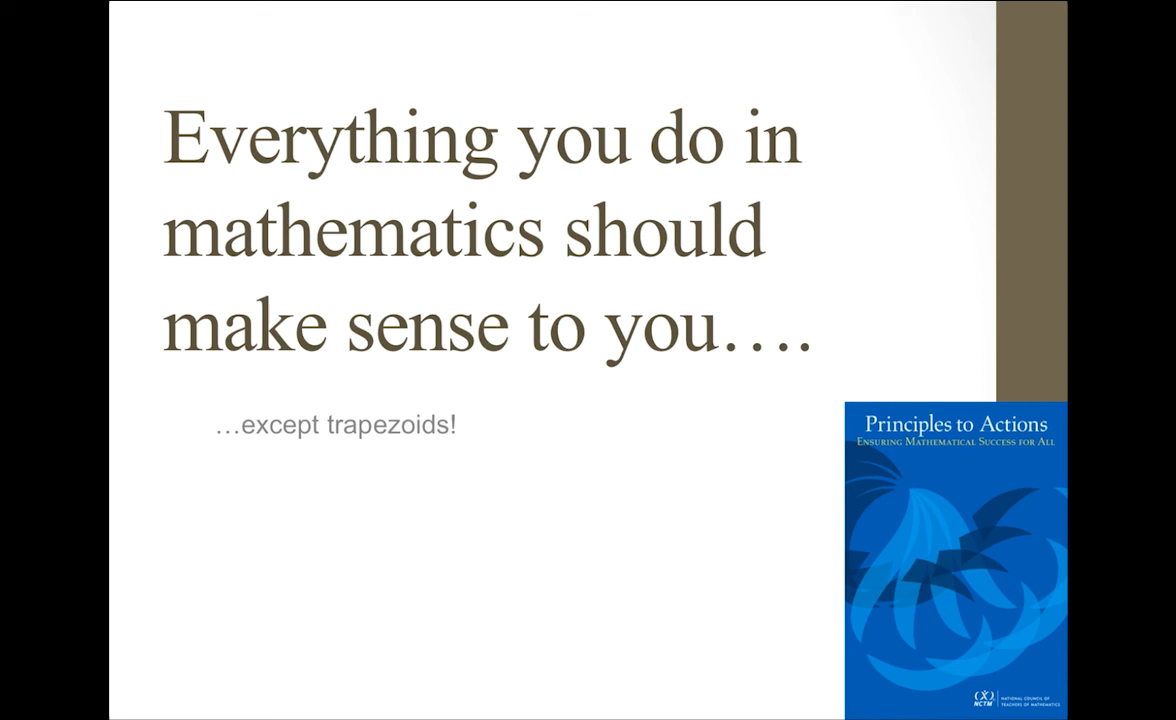 Everything you do in
mathematics should
make sense to you….
…except trapezoids!
Principles to Actions
Ensuring Mathematical Success for All
NCTM
NATIONAL COUNCIL OF
TEACHERS OF MATHEMATICS